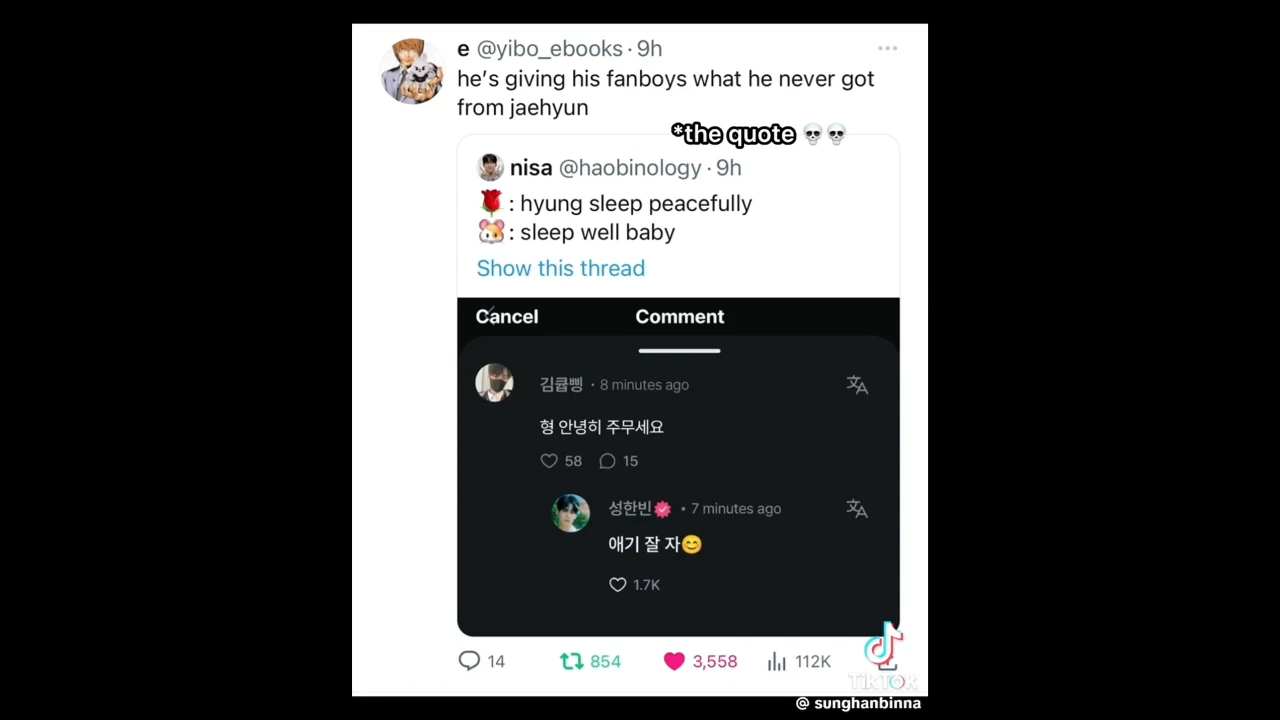 e @yibo_ebooks · 9h
he's giving his fanboys what he never got
from jaehyun
*the quote 💀💀
nisa @haobinology · 9h
🌹 : hyung sleep peacefully
🐹 : sleep well baby
Show this thread
Cancel Comment
김큡삥 · 8 minutes ago
형 안녕히 주무세요
58 15
성한빈 · 7 minutes ago
애기 잘 자😊
1.7K
14 854 3,558 112K
TikTok
@ sunghanbinna